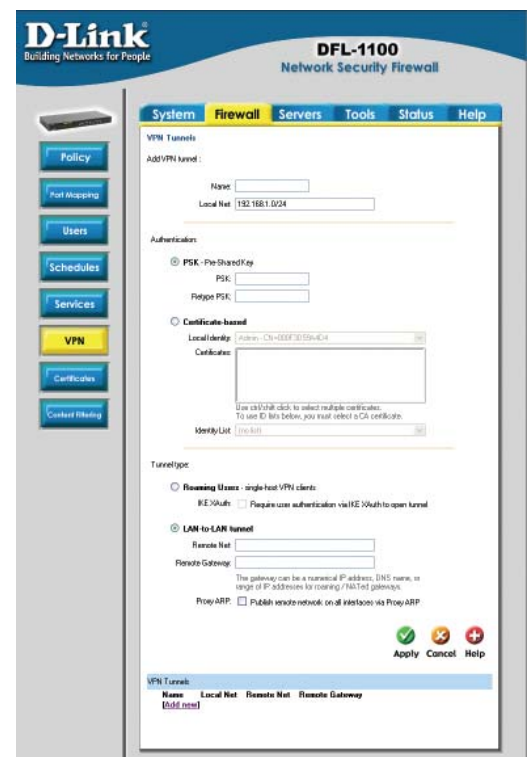 D-Link
Building Networks for People
DFL-1100
Network Security Firewall
System Firewall Servers Tools Status Help
Policy
Port Mapping
Users
Schedules
Services
VPN
Certificates
Content Filtering
VPN Tunnels
Add VPN tunnel :
Name:
Local Net: 192.168.1.0/24
Authentication:
PSK - Pre-Shared Key
PSK:
Retype PSK:
Certificate-based
Local Identity: Admin - CN=000F3D59A4D4
Certificates:
Use ctrl/shift click to select multiple certificates.
To use ID lists below, you must select a CA certificate.
Identity List: (no list)
Tunnel type:
Roaming Users - single-host VPN clients
IKE XAuth: Require user authentication via IKE XAuth to open tunnel
LAN-to-LAN tunnel
Remote Net:
Remote Gateway:
The gateway can be a numerical IP address, DNS name, or
range of IP addresses for roaming / NATed gateways.
Proxy ARP: Publish remote network on all interfaces via Proxy ARP
Apply Cancel Help
VPN Tunnels
Name Local Net Remote Net Remote Gateway
[Add new]